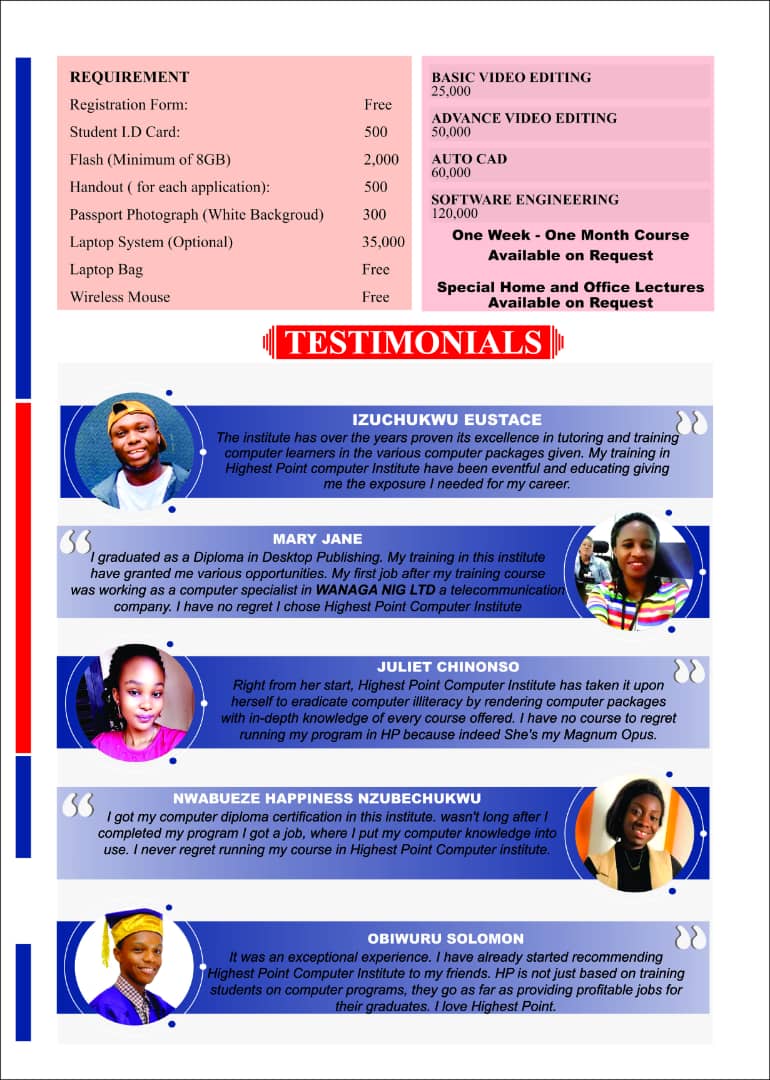 REQUIREMENT
Registration Form: Free
Student I.D Card: 500
Flash (Minimum of 8GB) 2,000
Handout ( for each application): 500
Passport Photograph (White Backgroud) 300
Laptop System (Optional) 35,000
Laptop Bag Free
Wireless Mouse Free
BASIC VIDEO EDITING
25,000
ADVANCE VIDEO EDITING
50,000
AUTO CAD
60,000
SOFTWARE ENGINEERING
120,000
One Week - One Month Course
Available on Request
Special Home and Office Lectures
Available on Request
TESTIMONIALS
IZUCHUKWU EUSTACE
The institute has over the years proven its excellence in tutoring and training
computer learners in the various computer packages given. My training in
Highest Point computer Institute have been eventful and educating giving
me the exposure I needed for my career.
MARY JANE
I graduated as a Diploma in Desktop Publishing. My training in this institute
have granted me various opportunities. My first job after my training course
was working as a computer specialist in WANAGA NIG LTD a telecommunication
company. I have no regret I chose Highest Point Computer Institute
JULIET CHINONSO
Right from her start, Highest Point Computer Institute has taken it upon
herself to eradicate computer illiteracy by rendering computer packages
with in-depth knowledge of every course offered. I have no course to regret
running my program in HP because indeed She's my Magnum Opus.
NWABUEZE HAPPINESS NZUBECHUKWU
I got my computer diploma certification in this institute. wasn't long after I
completed my program I got a job, where I put my computer knowledge into
use. I never regret running my course in Highest Point Computer institute.
OBIWURU SOLOMON
It was an exceptional experience. I have already started recommending
Highest Point Computer Institute to my friends. HP is not just based on training
students on computer programs, they go as far as providing profitable jobs for
their graduates. I love Highest Point.